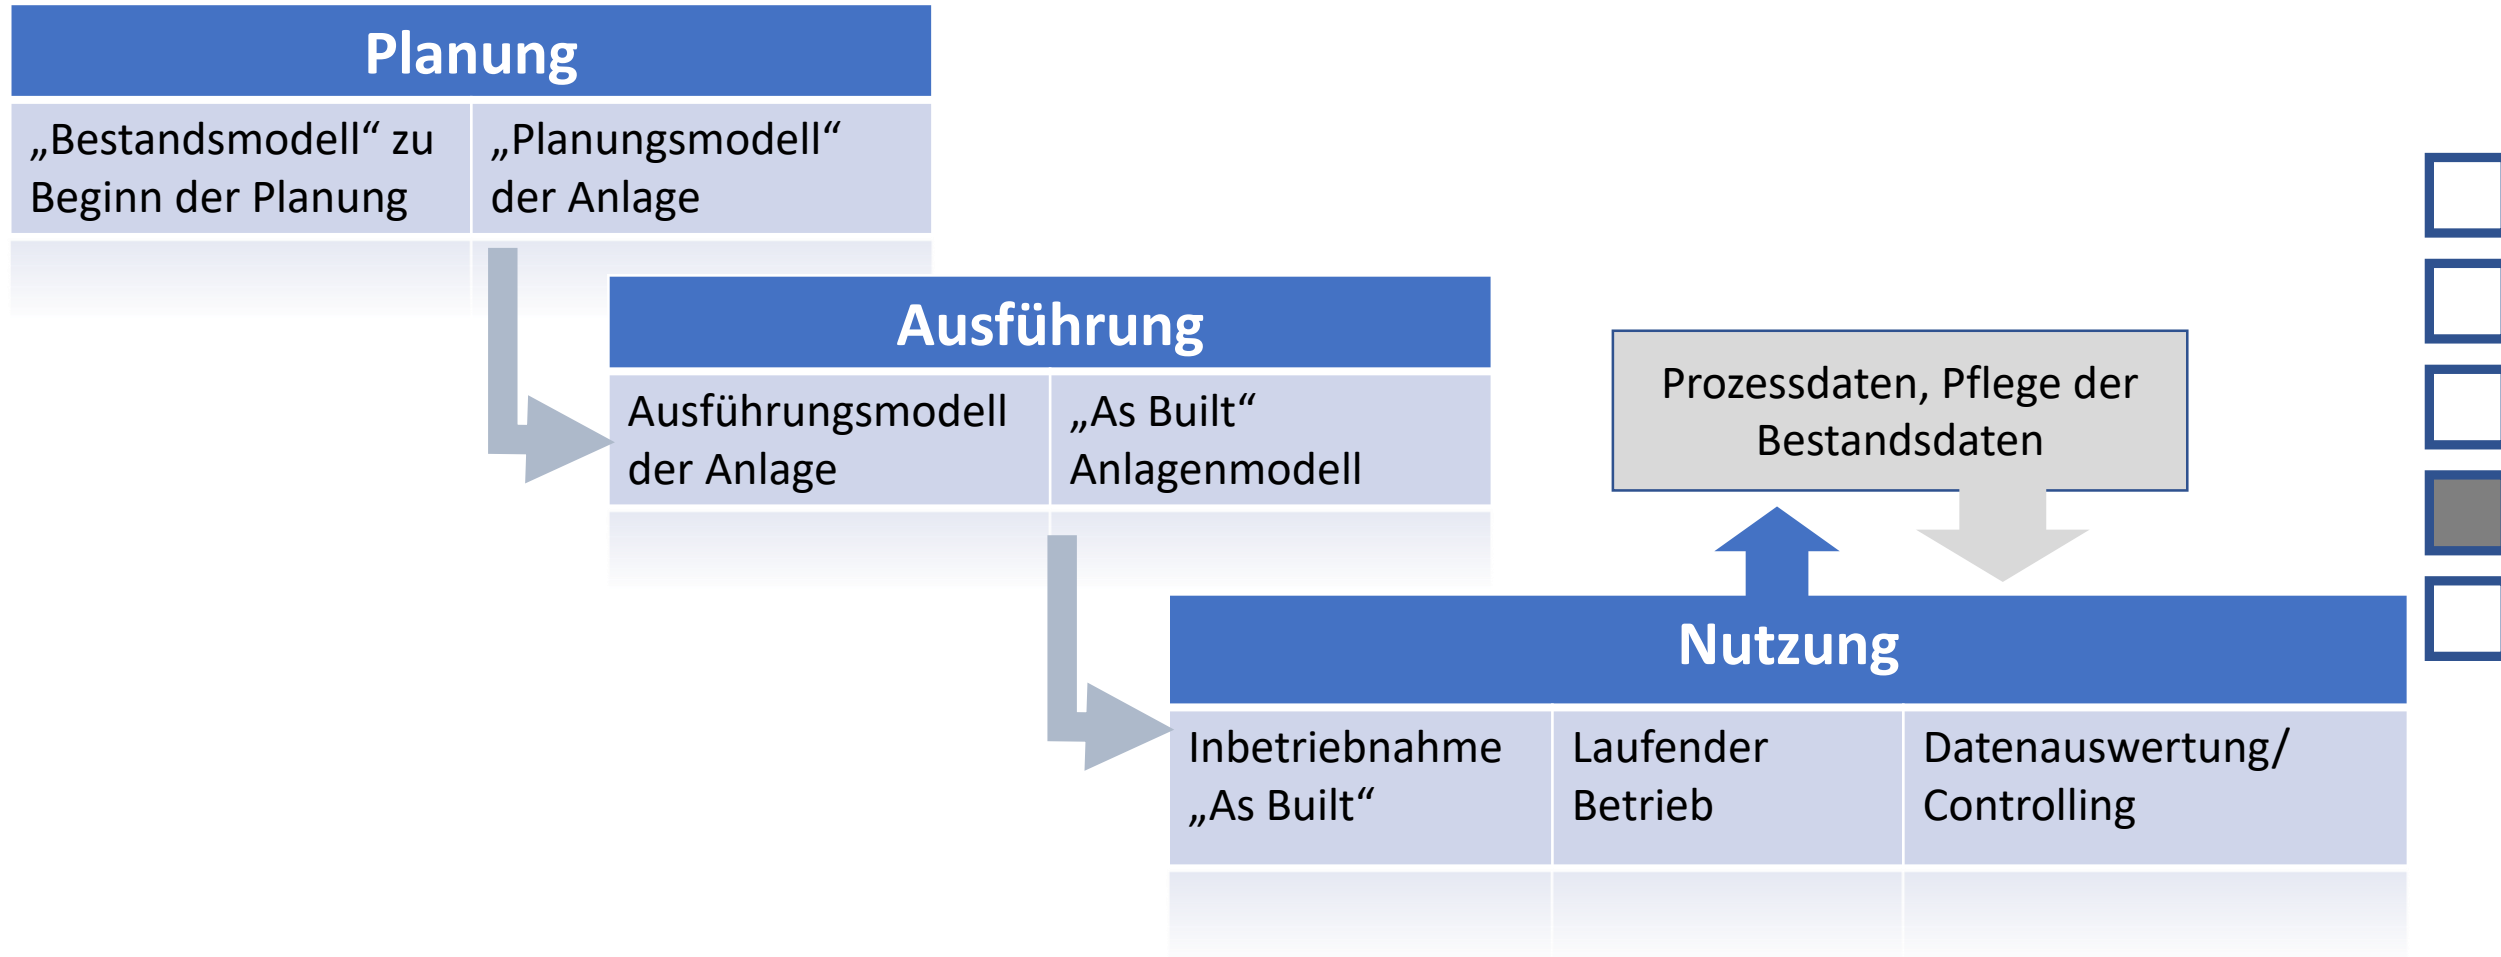 Planung
„Bestandsmodell“ zu
Beginn der Planung
„Planungsmodell“
der Anlage
Ausführung
Ausführungsmodell
der Anlage
„As Built“
Anlagenmodell
Prozessdaten, Pflege der
Bestandsdaten
Nutzung
Inbetriebnahme
„As Built“
Laufender
Betrieb
Datenauswertung/
Controlling